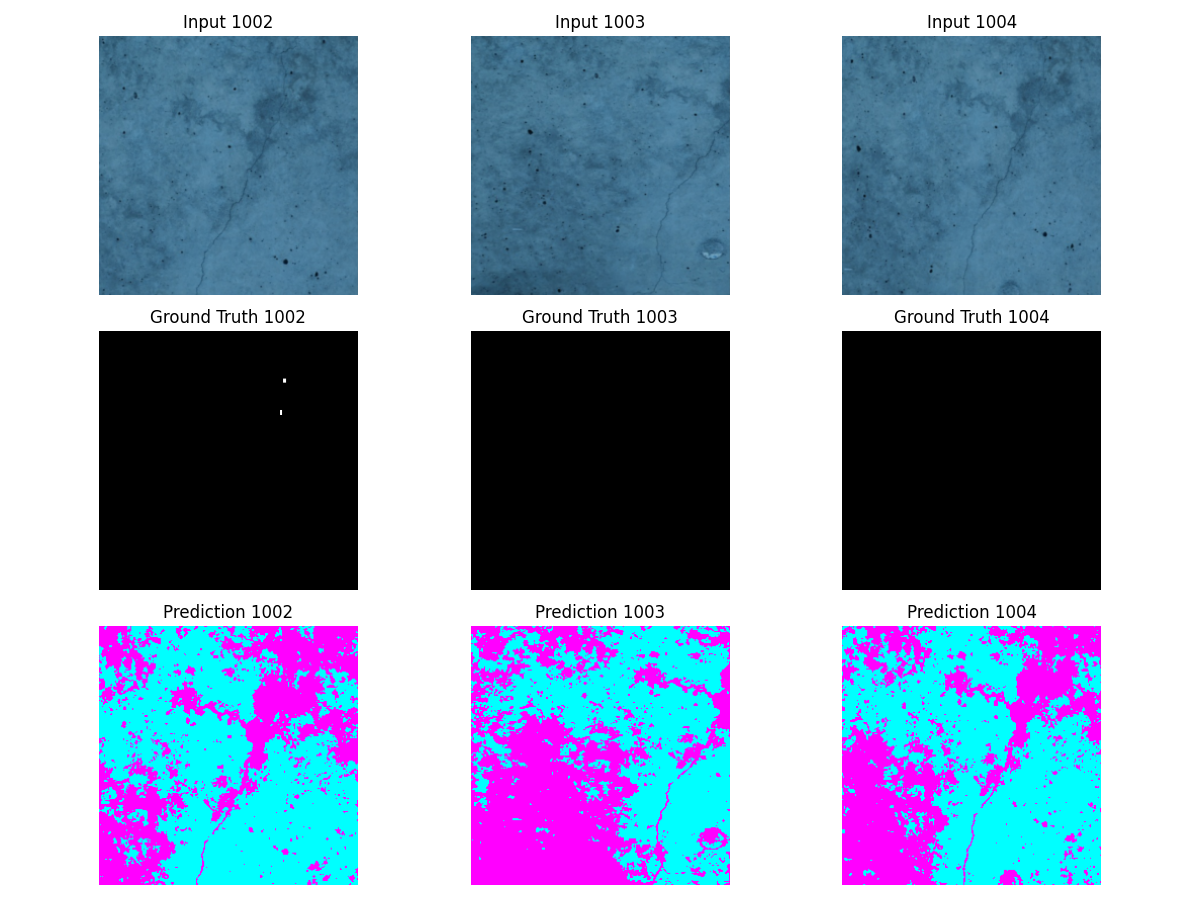 Input 1002
Input 1003
Input 1004
Ground Truth 1002
Ground Truth 1003
Ground Truth 1004
Prediction 1002
Prediction 1003
Prediction 1004